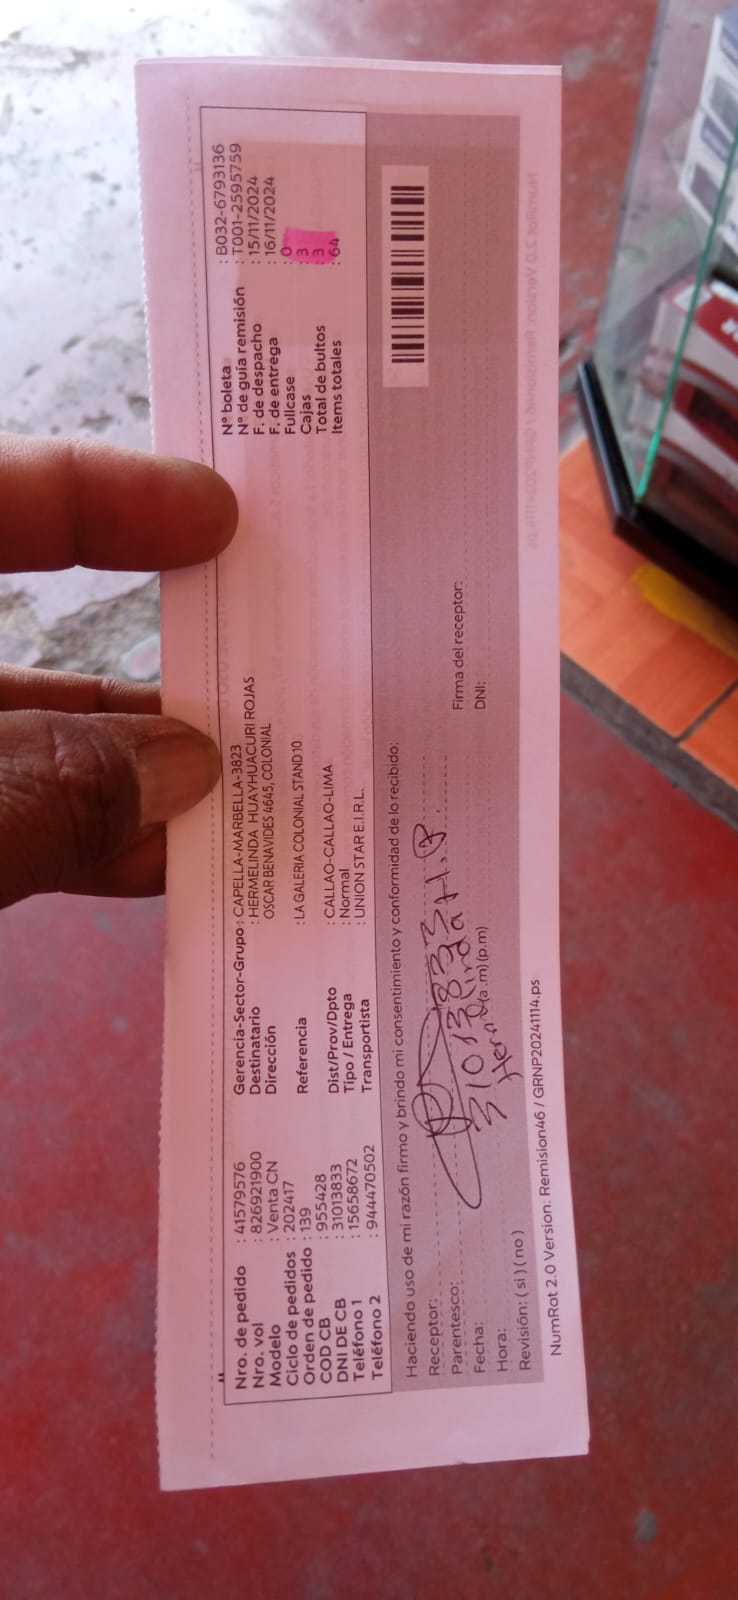 Nro. de pedido : 41579576
Nro. vol : 826921900
Modelo : Venta CN
Ciclo de pedidos : 202417
Orden de pedido : 139
COD CB : 955428
DNI DE CB : 31013833
Teléfono 1 : 15658672
Teléfono 2 : 944470502
Gerencia-Sector-Grupo : CAPELLA-MARBELLA-3823
Destinatario : HERMELINDA HUAYHUACURI ROJAS
Dirección OSCAR BENAVIDES 4645, COLONIAL
Referencia : LA GALERIA COLONIAL STAND 10
Dist/Prov/Dpto : CALLAO-CALLAO-LIMA
Tipo / Entrega : Normal
Transportista : UNION STAR E.I.R.L.
N° boleta : B032-6793136
N° de guia remisión : T001-2595759
F. de despacho : 15/11/2024
F. de entrega : 16/11/2024
Fullcase : 0
Cajas : 3
Total de bultos : 3
Items totales : 64
Haciendo uso de mi razón firmo y brindo mi consentimiento y conformidad de lo recibido:
Receptor:
Parentesco: 31013833
Fecha: Hermelinda H.R
Hora: (a.m) (p.m)
Revisión: ( si ) ( no )
Firma del receptor:
DNI:
NumRot 2.0 Version: Remision46 / GRNP20241114.ps